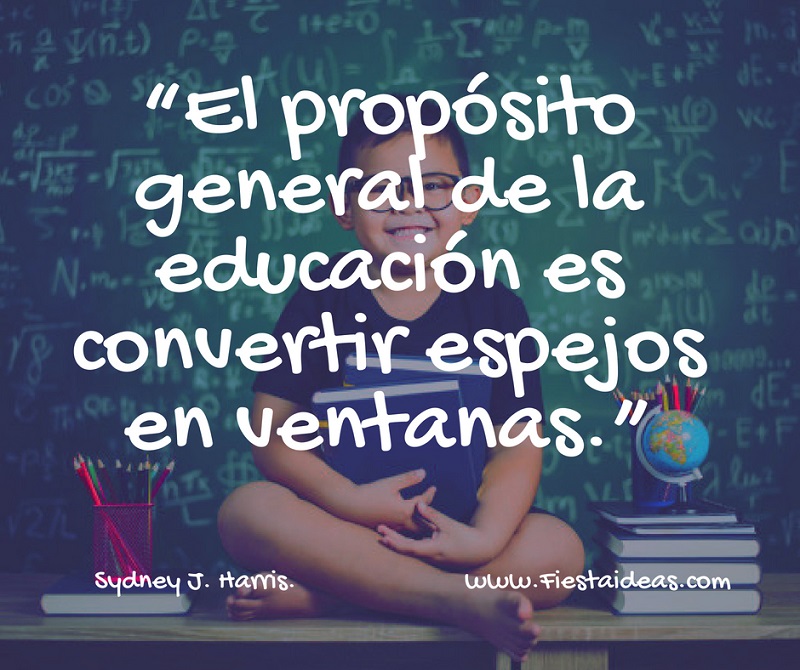 “El propósito
general de la
educación es
convertir espejos
en ventanas.”
Sydney J. Harris.
www.Fiestaideas.com